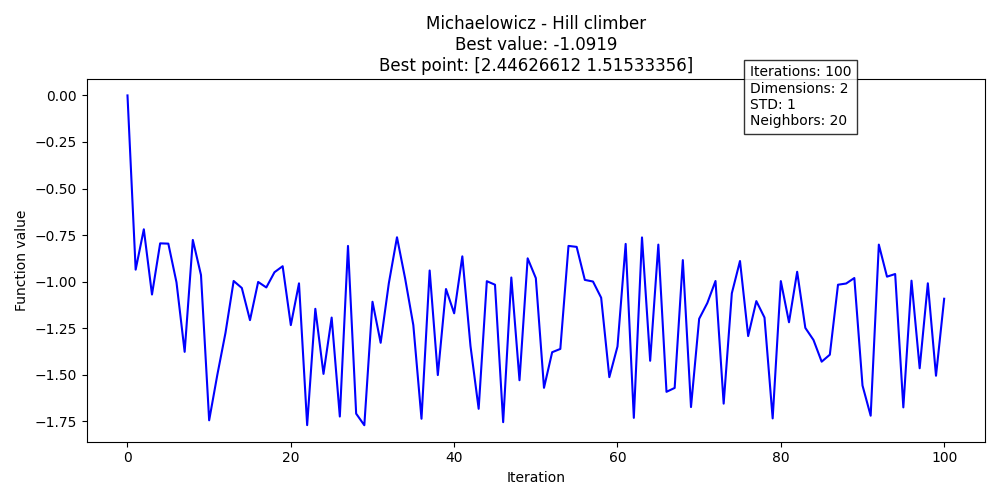 Michaelowicz - Hill climber
Best value: -1.0919
Best point: [2.44626612 1.51533356]
Iterations: 100
Dimensions: 2
STD: 1
Neighbors: 20
0.00
−0.25
−0.50
−0.75
−1.00
−1.25
−1.50
−1.75
Function value
0 20 40 60 80 100
Iteration